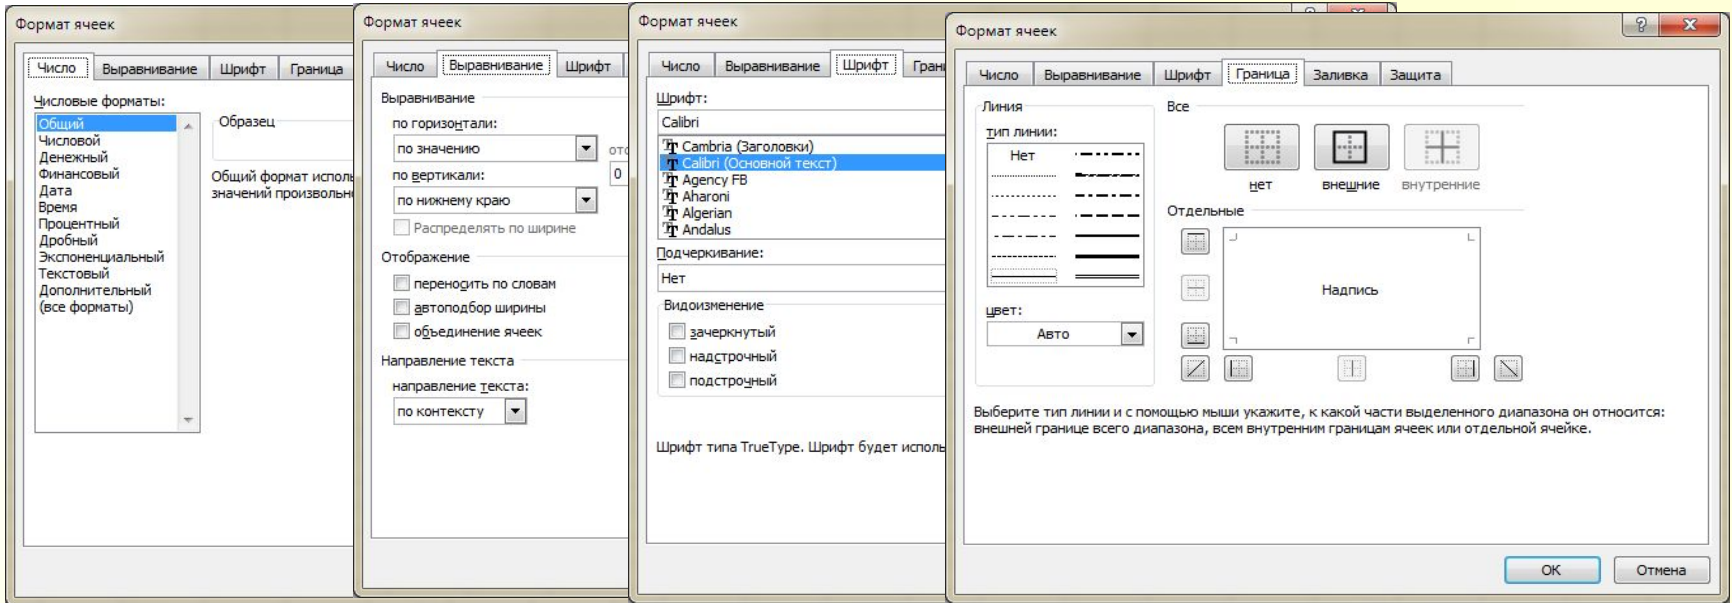 Формат ячеек
Число
Выравнивание
Шрифт
Граница
Числовые форматы:
Общий
Числовой
Денежный
Финансовый
Дата
Время
Процентный
Дробный
Экспоненциальный
Текстовый
Дополнительный
(все форматы)
Образец
Общий формат исполь
значений произвольн
Формат ячеек
Число
Выравнивание
Шрифт
Выравнивание
по горизонтали:
по значению
отс
по вертикали:
0
по нижнему краю
Распределять по ширине
Отображение
переносить по словам
автоподбор ширины
объединение ячеек
Направление текста
направление текста:
по контексту
Формат ячеек
Число
Выравнивание
Шрифт
Грани
Шрифт:
Calibri
Cambria (Заголовки)
Calibri (Основной текст)
Agency FB
Aharoni
Algerian
Andalus
Подчеркивание:
Нет
Видоизменение
зачеркнутый
надстрочный
подстрочный
Шрифт типа TrueType. Шрифт будет исполь
Формат ячеек
Число
Выравнивание
Шрифт
Граница
Заливка
Защита
Линия
тип линии:
Нет
цвет:
Авто
Все
нет
внешние
внутренние
Отдельные
Надпись
Выберите тип линии и с помощью мыши укажите, к какой части выделенного диапазона он относится:
внешней границе всего диапазона, всем внутренним границам ячеек или отдельной ячейке.
ОК
Отмена